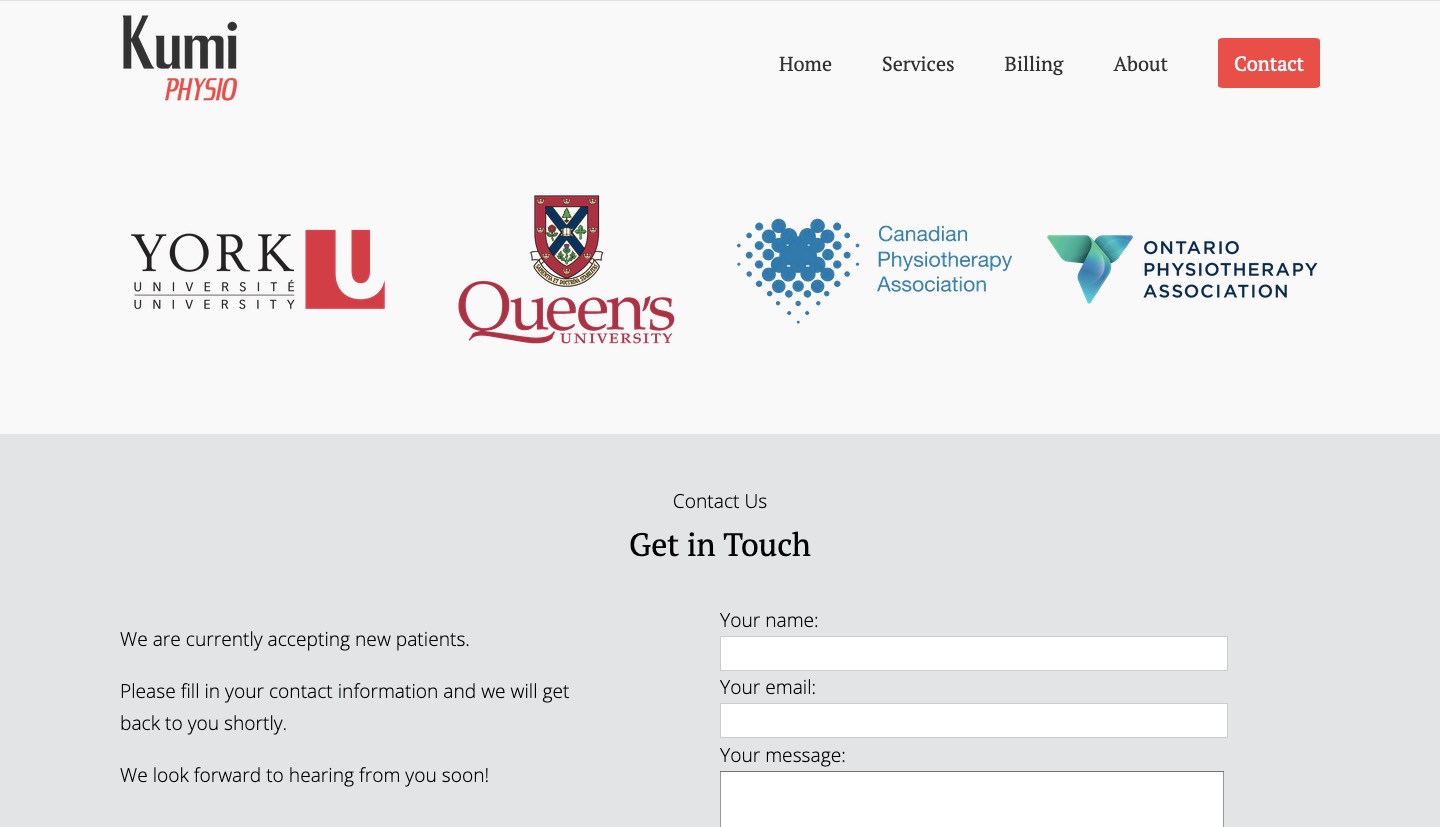 Kumi
PHYSIO
Home
Services
Billing
About
Contact
YORK
UNIVERSITÉ
UNIVERSITY
U
Queen's
UNIVERSITY
Canadian
Physiotherapy
Association
ONTARIO
PHYSIOTHERAPY
ASSOCIATION
Contact Us
Get in Touch
We are currently accepting new patients.
Please fill in your contact information and we will get
back to you shortly.
We look forward to hearing from you soon!
Your name:
Your email:
Your message: